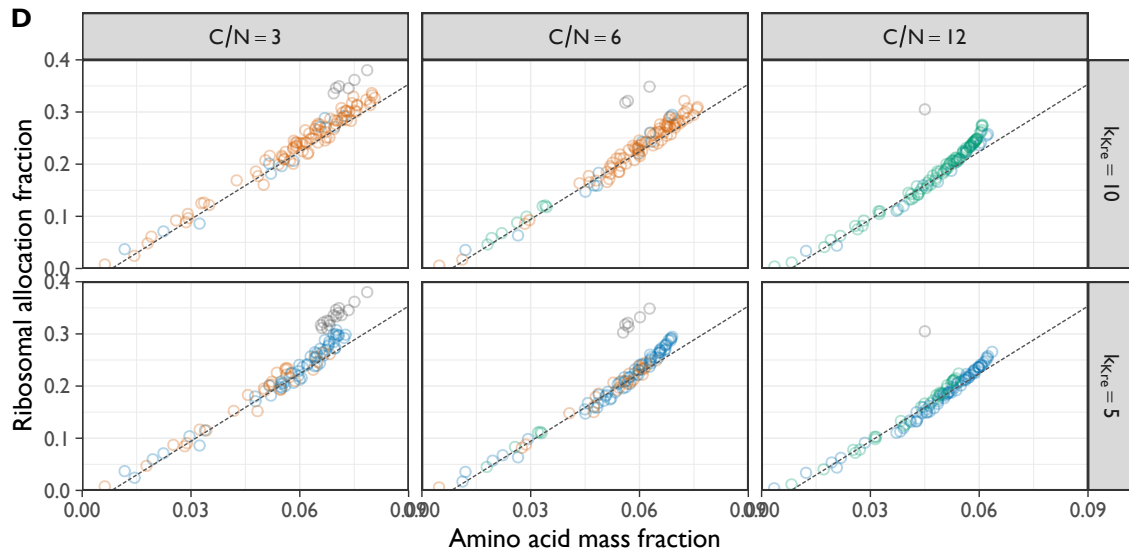 D
C/N = 3
C/N = 6
C/N = 12
Ribosomal allocation fraction
0.4
0.3
0.2
0.1
0.0
kKre = 10
0.4
0.3
0.2
0.1
0.0
kKre = 5
0.00 0.03 0.06 0.09
0.00 0.03 0.06 0.09
0.00 0.03 0.06 0.09
Amino acid mass fraction